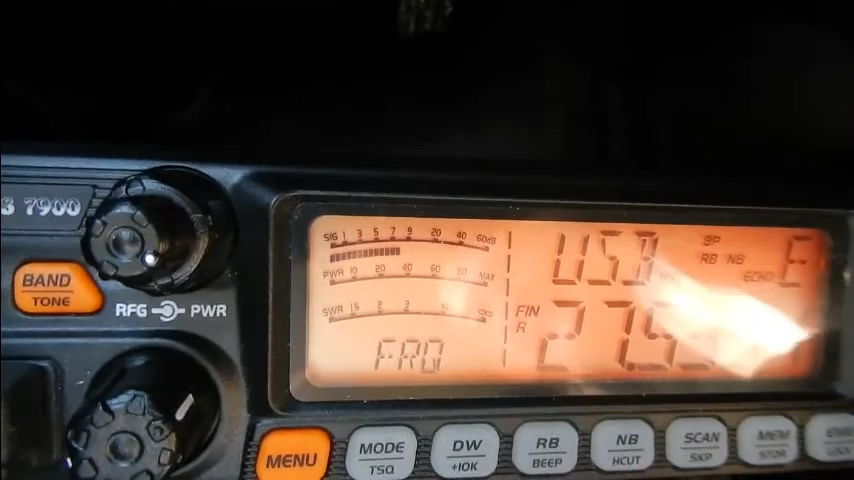 7900
BAND
TONE
RFG PWR
SIG 1 3 5 7 9 20 40 60dB
PWR 10 20 40 60 80 MAX
SWR 1.5 2 3 10 ∞
FRQ
USB
BP
RB NB
ECHO
E
FIN
R
MENU
MODE
TSQ
DW
+10K
RB
BEEP
NB
HCUT
SCAN
SKP
MEM
STOR
EMG
LOCK